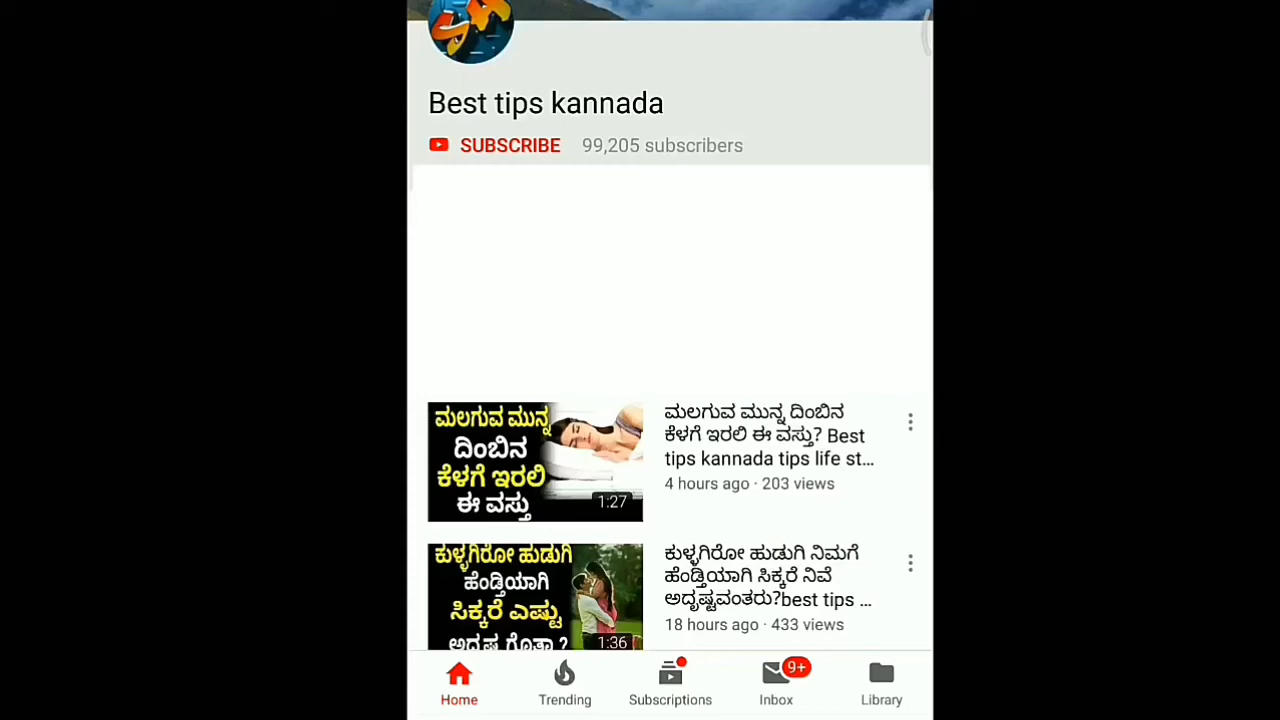 SH
Best tips kannada
SUBSCRIBE 99,205 subscribers
ಮಲಗುವ ಮುನ್ನ
ದಿಂಬಿನ
ಕೆಳಗೆ ಇರಲಿ
ಈ ವಸ್ತು
1:27
ಮಲಗುವ ಮುನ್ನ ದಿಂಬಿನ
ಕೆಳಗೆ ಇರಲಿ ಈ ವಸ್ತು? Best
tips kannada tips life st...
4 hours ago · 203 views
ಕುಳ್ಳಗಿರೋ ಹುಡುಗಿ
ಹೆಂಡ್ತಿಯಾಗಿ
ಸಿಕ್ಕರೆ ಎಷ್ಟು
ಅದೃಷ್ಟ ಗೊತ್ತಾ ?
1:36
ಕುಳ್ಳಗಿರೋ ಹುಡುಗಿ ನಿಮಗೆ
ಹೆಂಡ್ತಿಯಾಗಿ ಸಿಕ್ಕರೆ ನಿವೆ
ಅದೃಷ್ಟವಂತರು?best tips ...
18 hours ago · 433 views
9+
Home Trending Subscriptions Inbox Library